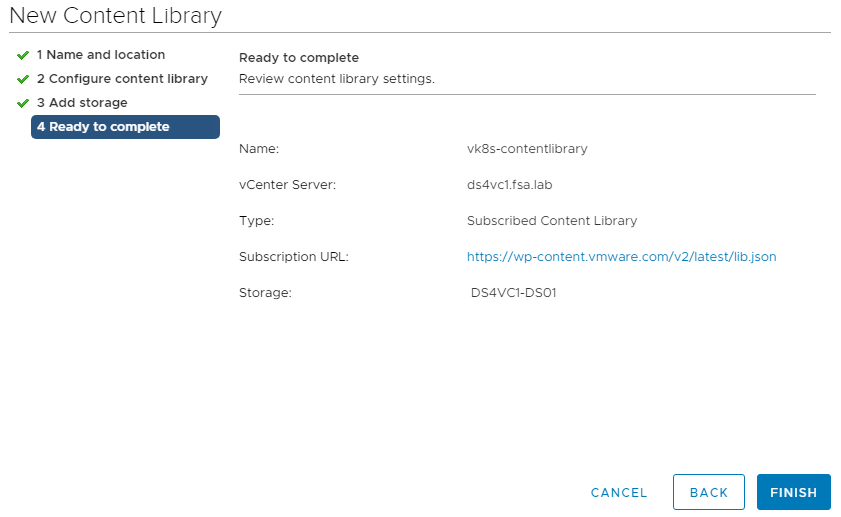 New Content Library
1 Name and location
2 Configure content library
3 Add storage
4 Ready to complete
Ready to complete
Review content library settings.
Name: vk8s-contentlibrary
vCenter Server: ds4vc1.fsa.lab
Type: Subscribed Content Library
Subscription URL: https://wp-content.vmware.com/v2/latest/lib.json
Storage: DS4VC1-DS01
CANCEL BACK FINISH